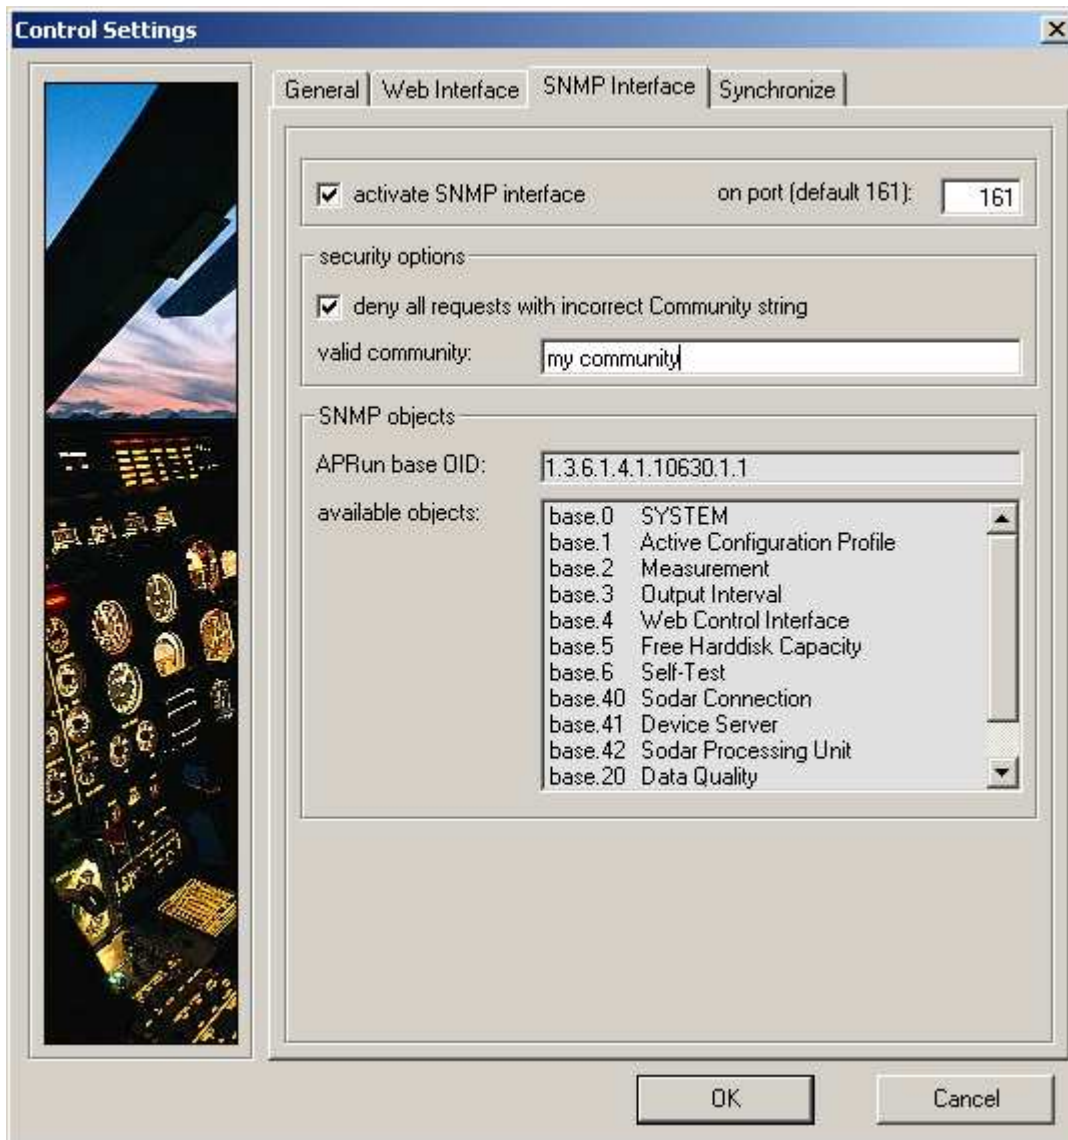 Control Settings
General Web Interface SNMP Interface Synchronize
activate SNMP interface on port (default 161): 161
security options
deny all requests with incorrect Community string
valid community: my community
SNMP objects
APRun base OID: 1.3.6.1.4.1.10630.1.1
available objects:
base.0 SYSTEM
base.1 Active Configuration Profile
base.2 Measurement
base.3 Output Interval
base.4 Web Control Interface
base.5 Free Harddisk Capacity
base.6 Self-Test
base.40 Sodar Connection
base.41 Device Server
base.42 Sodar Processing Unit
base.20 Data Quality
OK Cancel